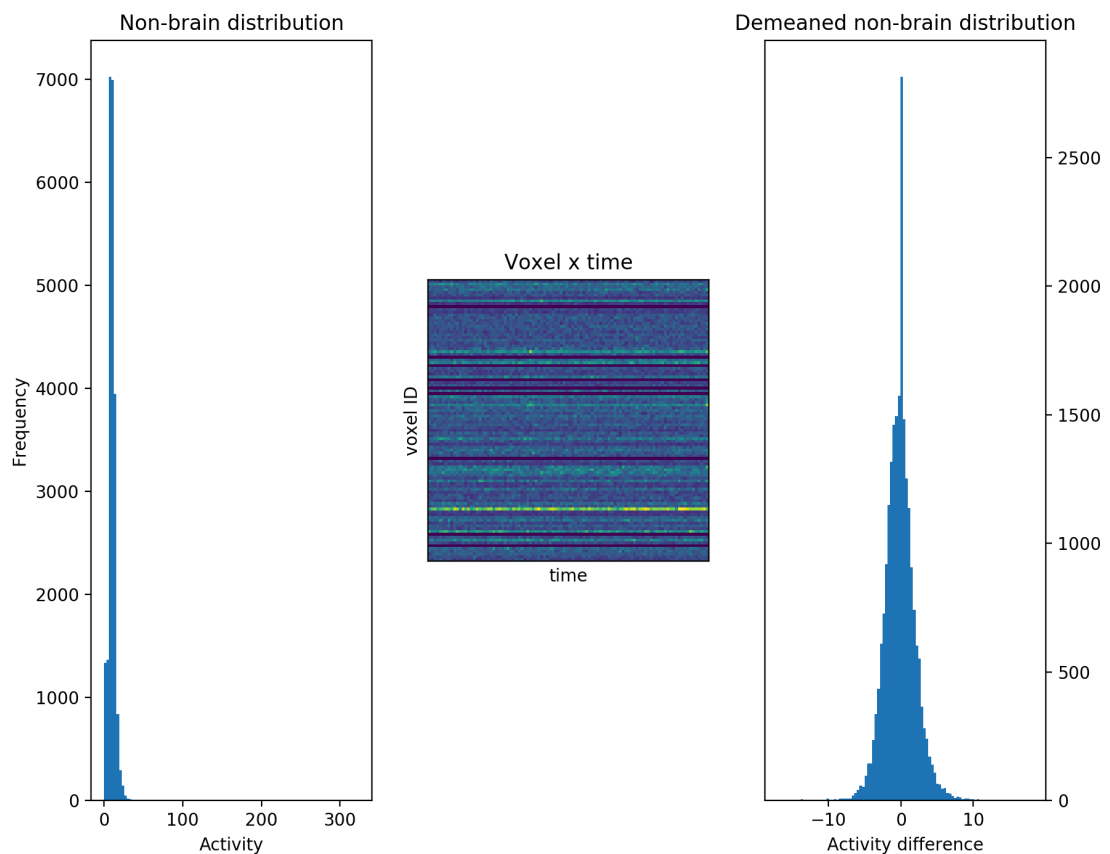 Non-brain distribution
7000
6000
5000
4000
3000
2000
1000
0
Frequency
0 100 200 300
Activity
Voxel x time
voxel ID
time
Demeaned non-brain distribution
2500
2000
1500
1000
500
0
−10 0 10
Activity difference